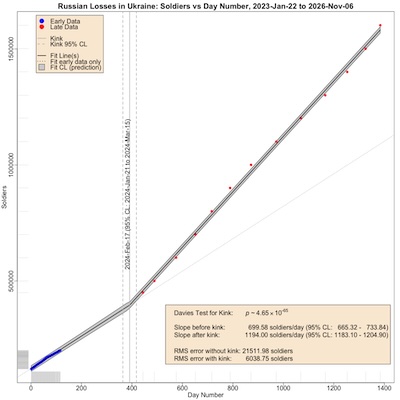 Russian Losses in Ukraine: Soldiers vs Day Number, 2023-Jan-22 to 2026-Nov-06
Early Data
Late Data
Kink
Kink 95% CL
Fit Line(s)
Fit early data only
Fit CL (prediction)
1500000
1000000
500000
Soldiers
2024-Feb-17 (95% CL: 2024-Jan-21 to 2024-Mar-15)
Davies Test for Kink: p = 4.65 × 10⁻⁶⁵
Slope before kink: 699.58 soldiers/day (95% CL: 665.32 - 733.84)
Slope after kink: 1194.00 soldiers/day (95% CL: 1183.10 - 1204.90)
RMS error without kink: 21511.98 soldiers
RMS error with kink: 6038.75 soldiers
0 200 400 600 800 1000 1200 1400
Day Number